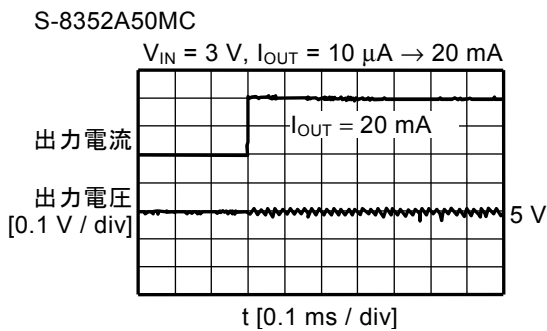 S-8352A50MC
V_IN = 3 V, I_OUT = 10 μA → 20 mA
I_OUT = 20 mA
出力電流
出力電圧
[0.1 V / div]
5 V
t [0.1 ms / div]